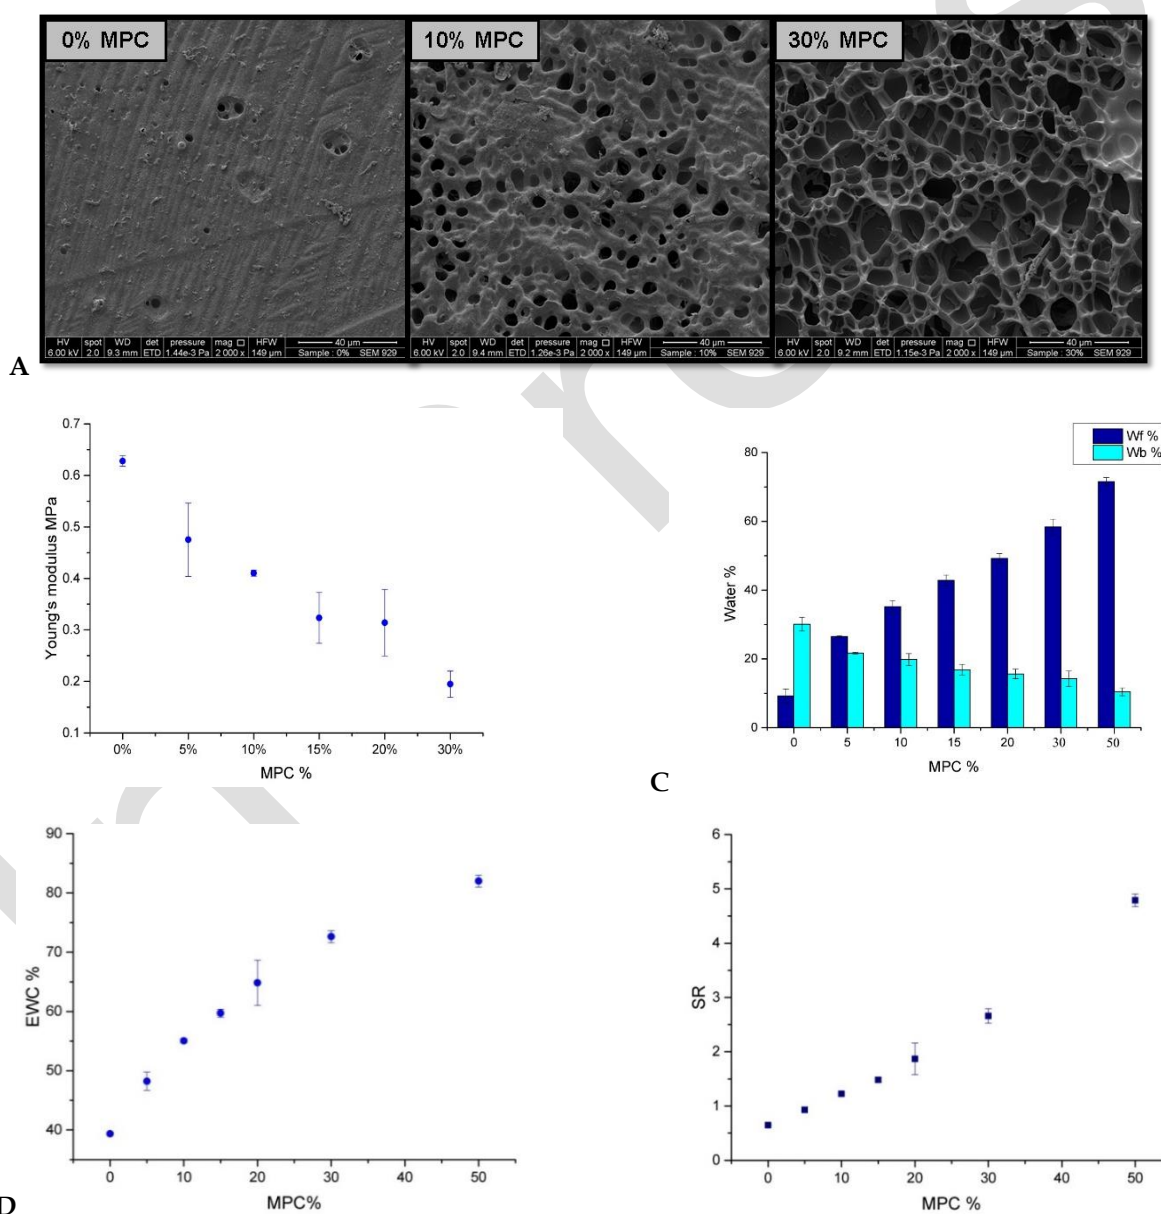 0% MPC
10% MPC
30% MPC
HV spot WD det pressure mag □ HFW 40 µm
6.00 kV 2.0 9.3 mm ETD 1.44e-3 Pa 2 000 x 149 µm Sample : 0% SEM 929
HV spot WD det pressure mag □ HFW 40 µm
6.00 kV 2.0 9.4 mm ETD 1.26e-3 Pa 2 000 x 149 µm Sample : 10% SEM 929
HV spot WD det pressure mag □ HFW 40 µm
6.00 kV 2.0 9.2 mm ETD 1.15e-3 Pa 2 000 x 149 µm Sample : 30% SEM 929
A
0.7
0.6
0.5
0.4
0.3
0.2
0.1
Young's modulus MPa
0% 5% 10% 15% 20% 30%
MPC %
Wf %
Wb %
80
60
40
20
0
Water %
0 5 10 15 20 30 50
MPC %
C
90
80
70
60
50
40
EWC %
0 10 20 30 40 50
MPC%
D
6
5
4
3
2
1
0
SR
0 10 20 30 40 50
MPC %